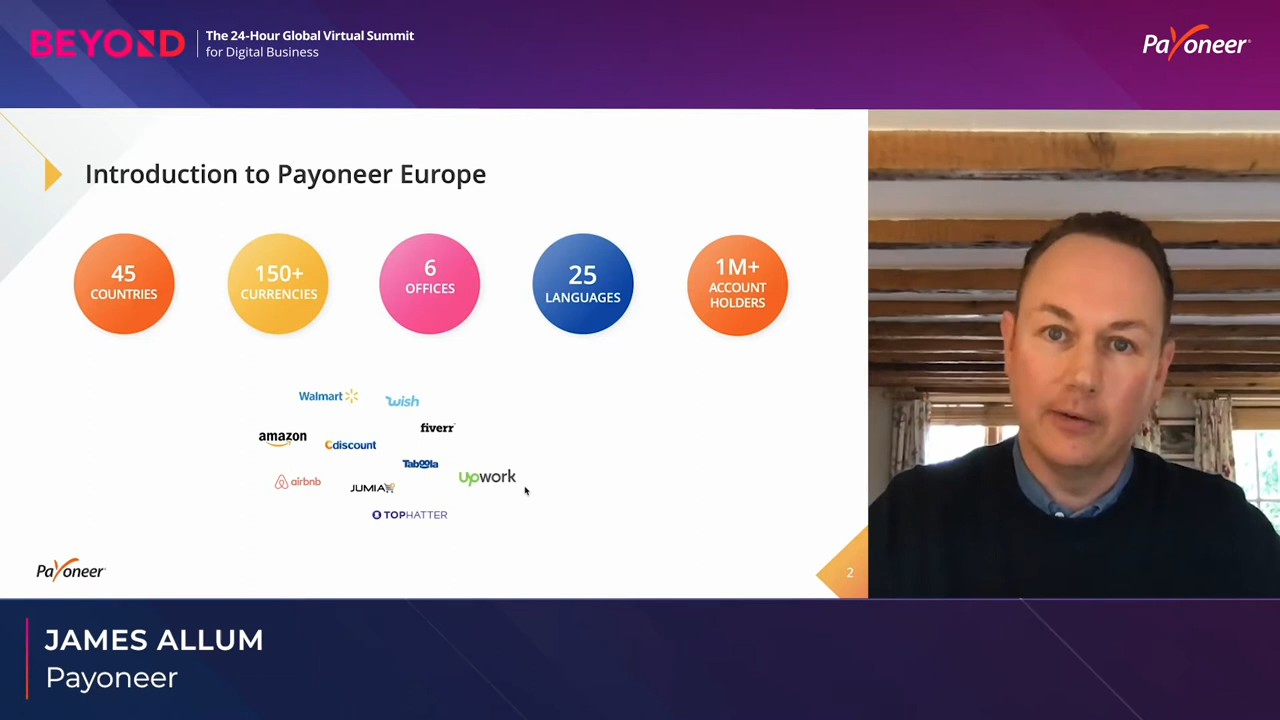 BEYOND
The 24-Hour Global Virtual Summit
for Digital Business
Payoneer
Introduction to Payoneer Europe
45
COUNTRIES
150+
CURRENCIES
6
OFFICES
25
LANGUAGES
1M+
ACCOUNT
HOLDERS
Walmart
wish
amazon
Cdiscount
fiverr
Taboola
airbnb
JUMIA
upwork
TOPHATTER
Payoneer
2
JAMES ALLUM
Payoneer